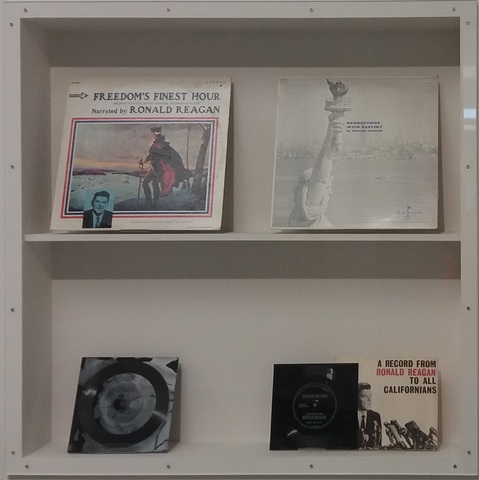 FREEDOM'S FINEST HOUR
Narrated by RONALD REAGAN
RENDEZVOUS
WITH DESTINY
A RECORD FROM
RONALD REAGAN
TO ALL
CALIFORNIANS